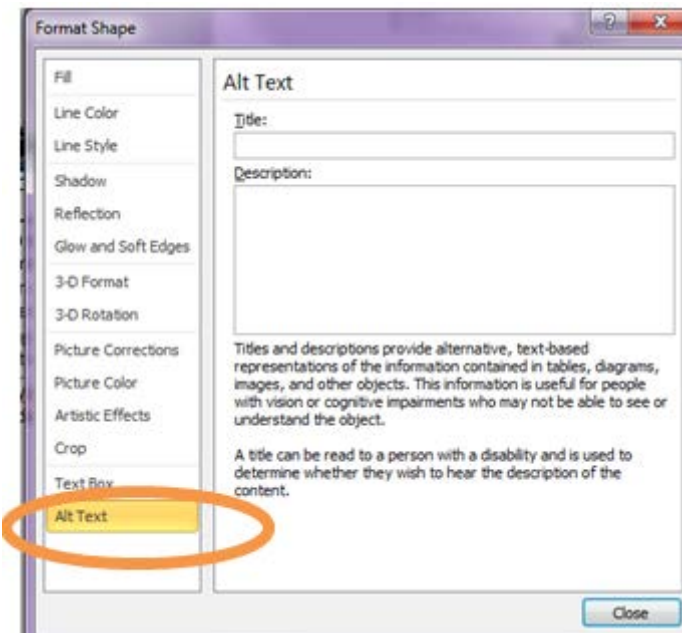 Format Shape
Fill
Line Color
Line Style
Shadow
Reflection
Glow and Soft Edges
3-D Format
3-D Rotation
Picture Corrections
Picture Color
Artistic Effects
Crop
Text Box
Alt Text
Alt Text
Title:
Description:
Titles and descriptions provide alternative, text-based
representations of the information contained in tables, diagrams,
images, and other objects. This information is useful for people
with vision or cognitive impairments who may not be able to see or
understand the object.
A title can be read to a person with a disability and is used to
determine whether they wish to hear the description of the
content.
Close